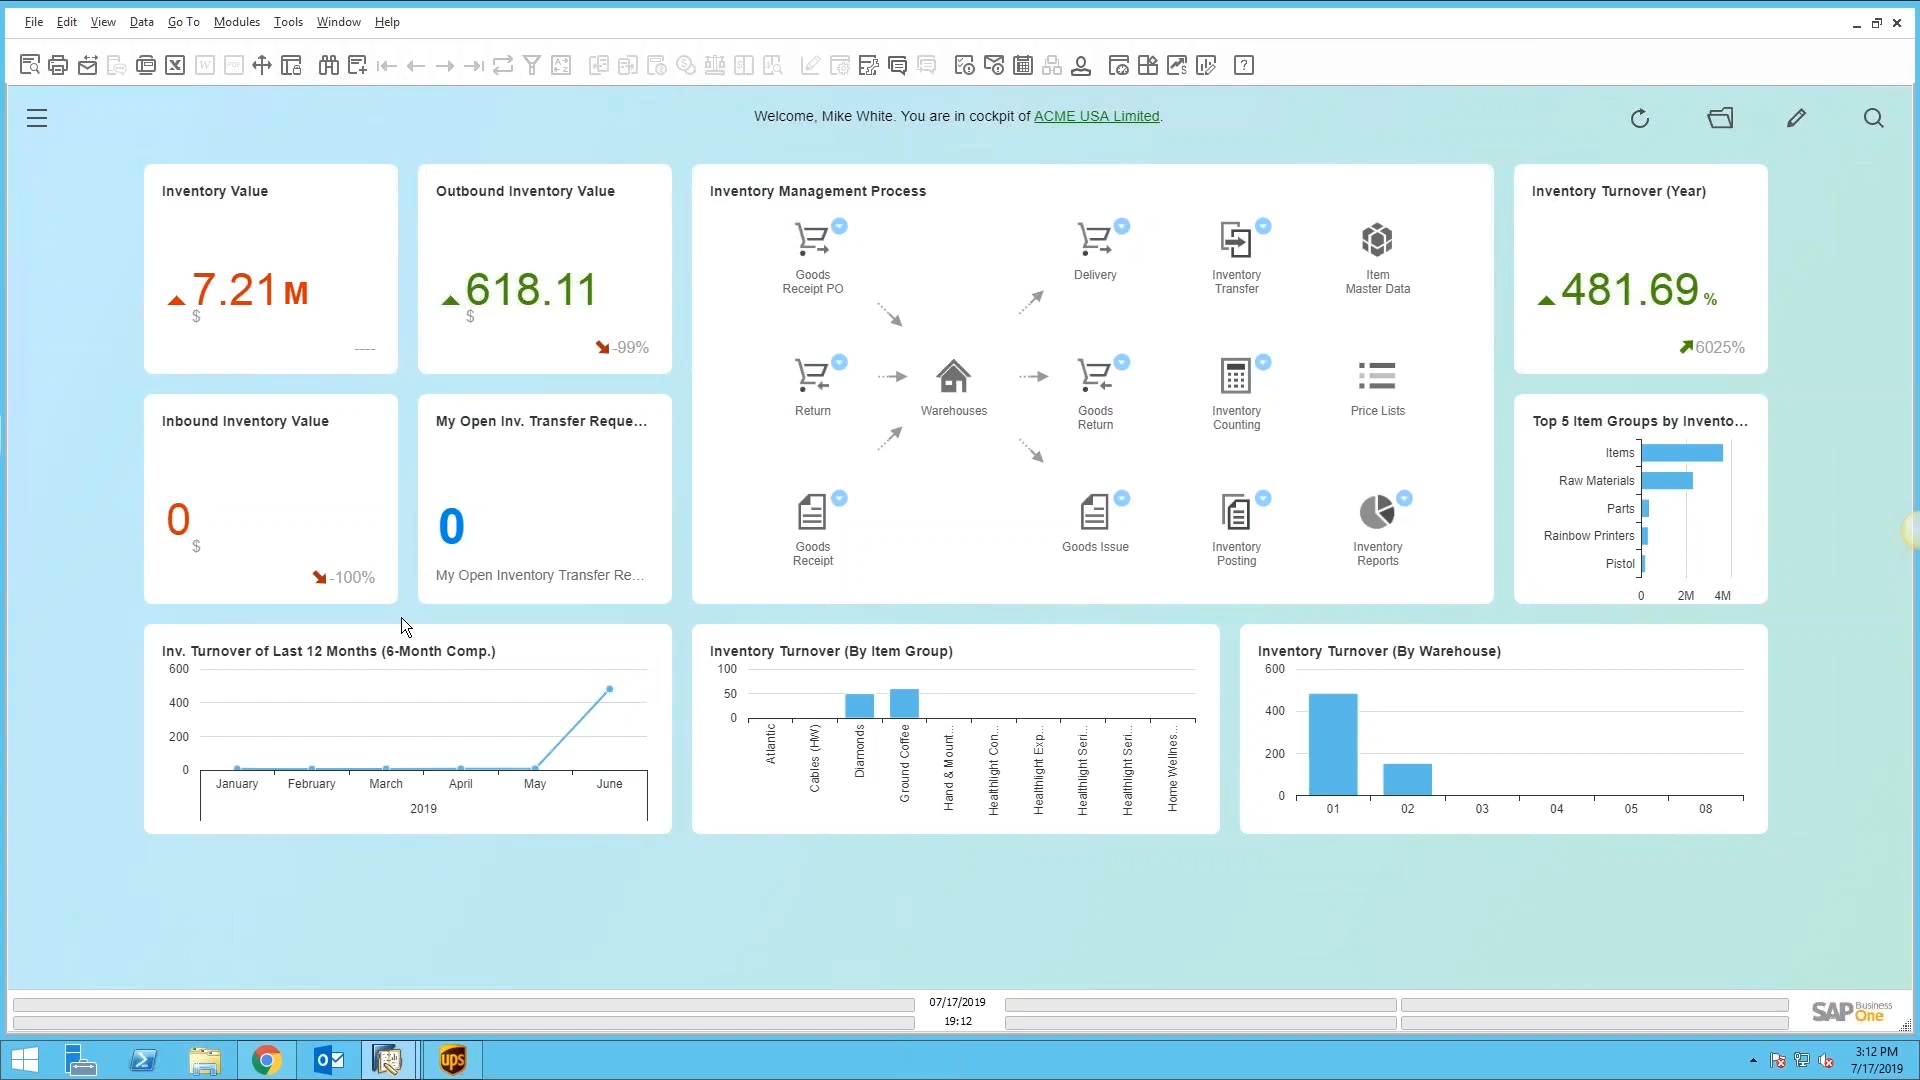 File Edit View Data Go To Modules Tools Window Help
Welcome, Mike White. You are in cockpit of ACME USA Limited.
Inventory Value
7.21 M
$
----
Outbound Inventory Value
618.11
$
-99%
Inventory Management Process
Goods
Receipt PO
Delivery
Inventory
Transfer
Item
Master Data
Return
Warehouses
Goods
Return
Inventory
Counting
Price Lists
Goods
Receipt
Goods Issue
Inventory
Posting
Inventory
Reports
Inventory Turnover (Year)
481.69 %
6025%
Inbound Inventory Value
0
$
-100%
My Open Inv. Transfer Reque...
0
My Open Inventory Transfer Re...
Top 5 Item Groups by Invento...
Items
Raw Materials
Parts
Rainbow Printers
Pistol
0 2M 4M
Inv. Turnover of Last 12 Months (6-Month Comp.)
600
400
200
0
January February March April May June
2019
Inventory Turnover (By Item Group)
100
50
0
Atlantic
Cables (HW)
Diamonds
Ground Coffee
Hand & Mount...
Healthlight Con...
Healthlight Exp...
Healthlight Seri...
Healthlight Seri...
Home Wellnes...
Inventory Turnover (By Warehouse)
600
400
200
0
01 02 03 04 05 08
07/17/2019
19:12
SAP Business
One
ups
3:12 PM
7/17/2019